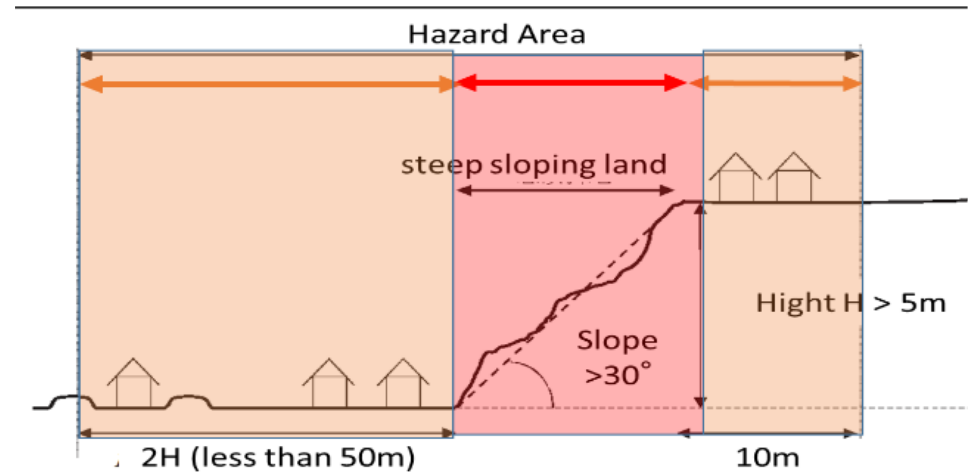 Hazard Area
steep sloping land
Hight H > 5m
Slope
>30°
2H (less than 50m)
10m